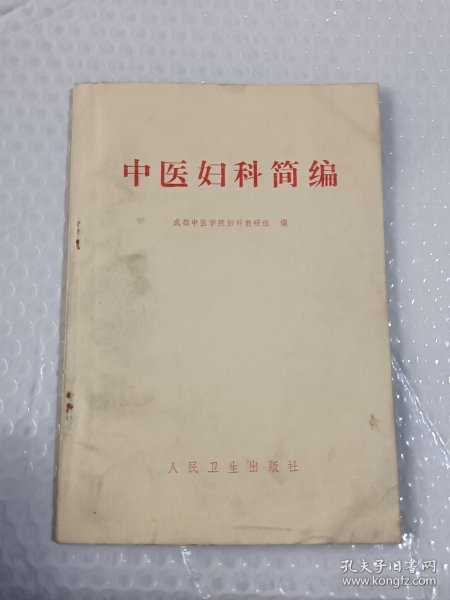 中医妇科简编
成都中医学院妇科教研组 编
人民卫生出版社
孔夫子旧书网
www.kongfz.com